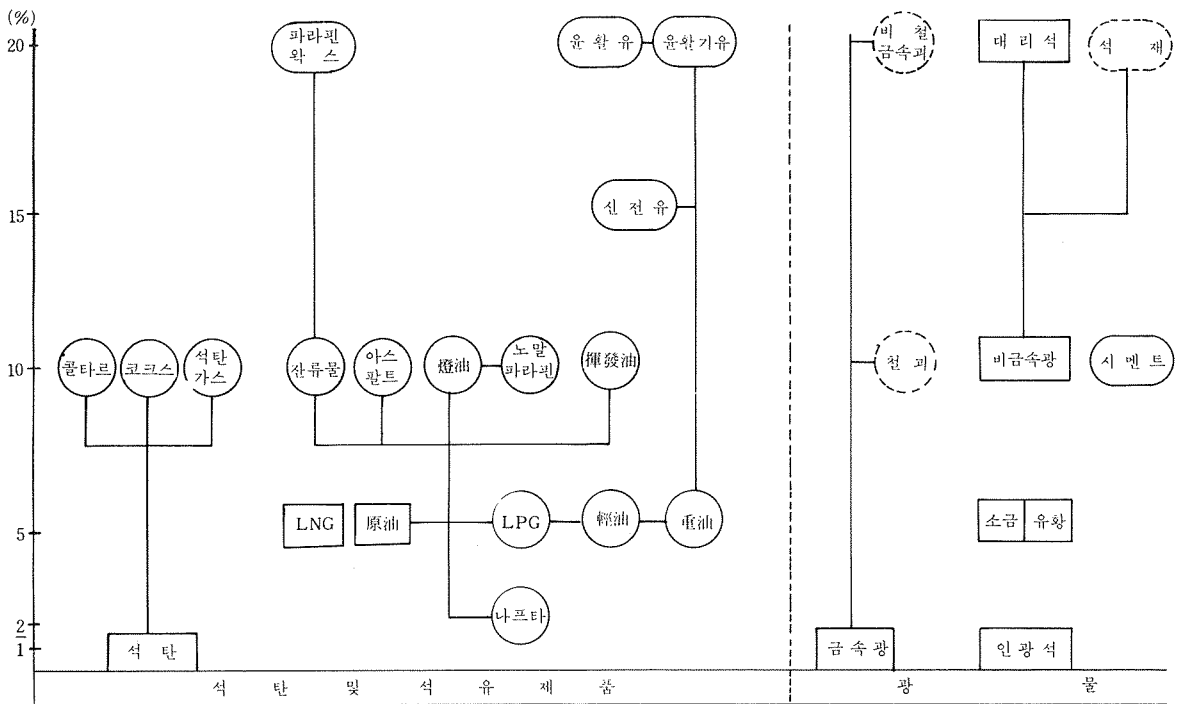 (%)
20
15
10
5
2
1
파라핀
왁 스
윤 활 유
윤활기유
비 철
금속괴
대 리 석
석 재
신 전 유
콜타르
코크스
석탄
가스
잔류물
아스
팔트
燈油
노말
파라핀
揮發油
철 괴
비금속광
시 멘 트
LNG
原油
LPG
輕油
重油
소금
유황
나프타
석 탄
금속광
인 광 석
석 탄 및 석 유 제 품
광 물